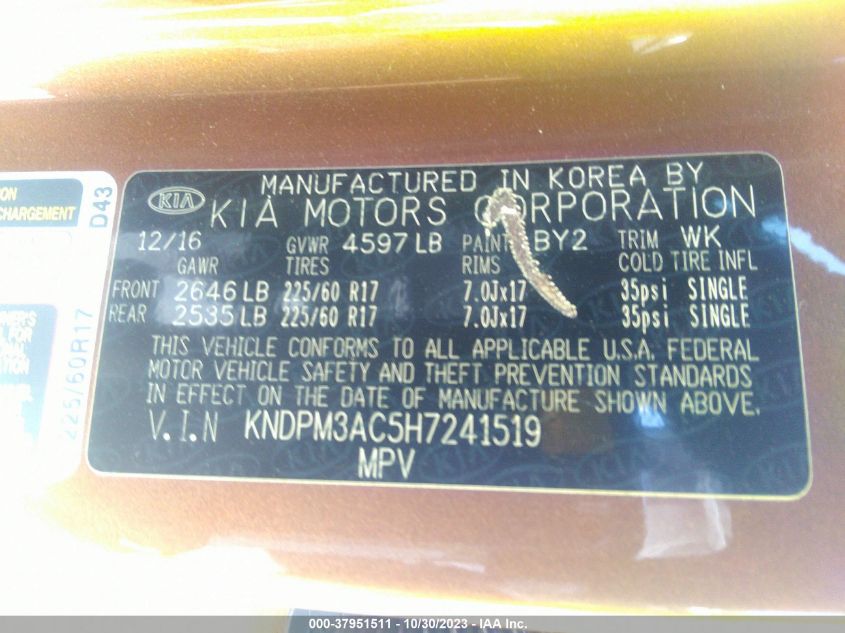 ON
CHARGEMENT
D43
225/60R17
KIA
MANUFACTURED IN KOREA BY
KIA MOTORS CORPORATION
12/16 GVWR 4597 LB PAINT BY2 TRIM WK
GAWR TIRES RIMS COLD TIRE INFL
FRONT 2646 LB 225/60 R17 7.0Jx17 35psi SINGLE
REAR 2535 LB 225/60 R17 7.0Jx17 35psi SINGLE
THIS VEHICLE CONFORMS TO ALL APPLICABLE U.S.A. FEDERAL
MOTOR VEHICLE SAFETY AND THEFT PREVENTION STANDARDS
IN EFFECT ON THE DATE OF MANUFACTURE SHOWN ABOVE.
V.I.N KNDPM3AC5H7241519
MPV
000-37951511 - 10/30/2023 - IAA Inc.